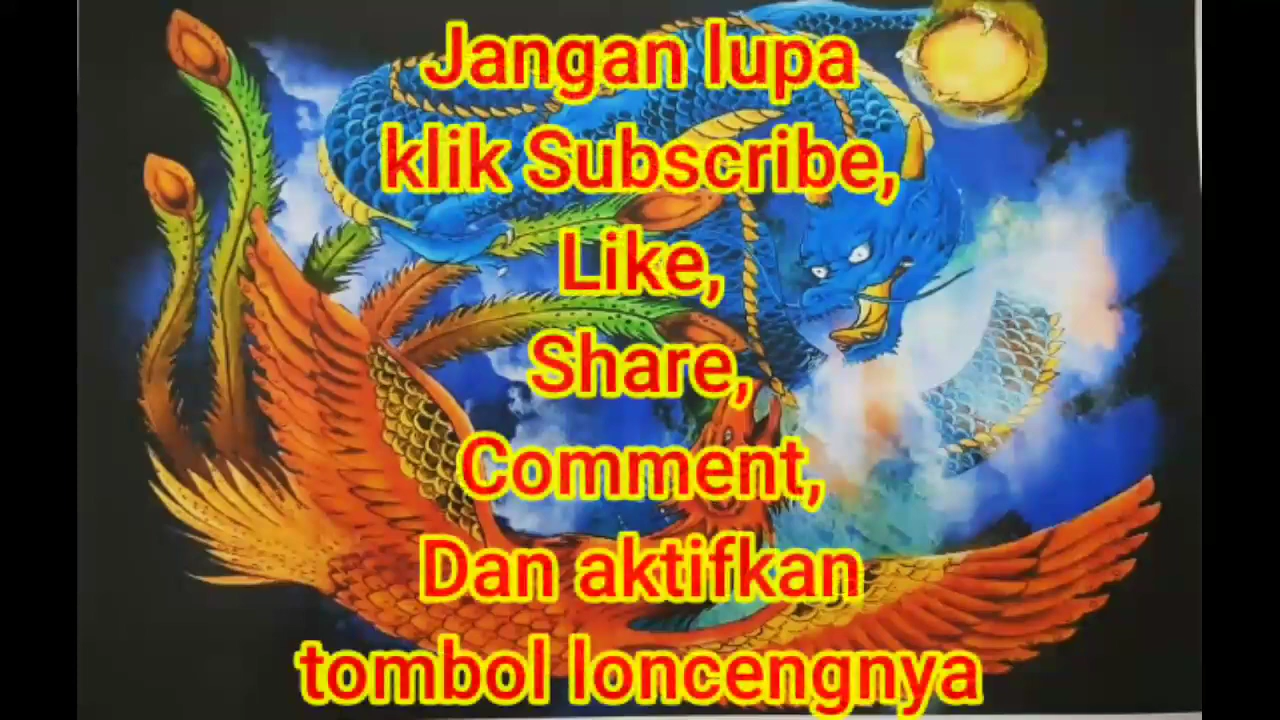 Jangan lupa
klik Subscribe,
Like,
Share,
Comment,
Dan aktifkan
tombol loncengnya